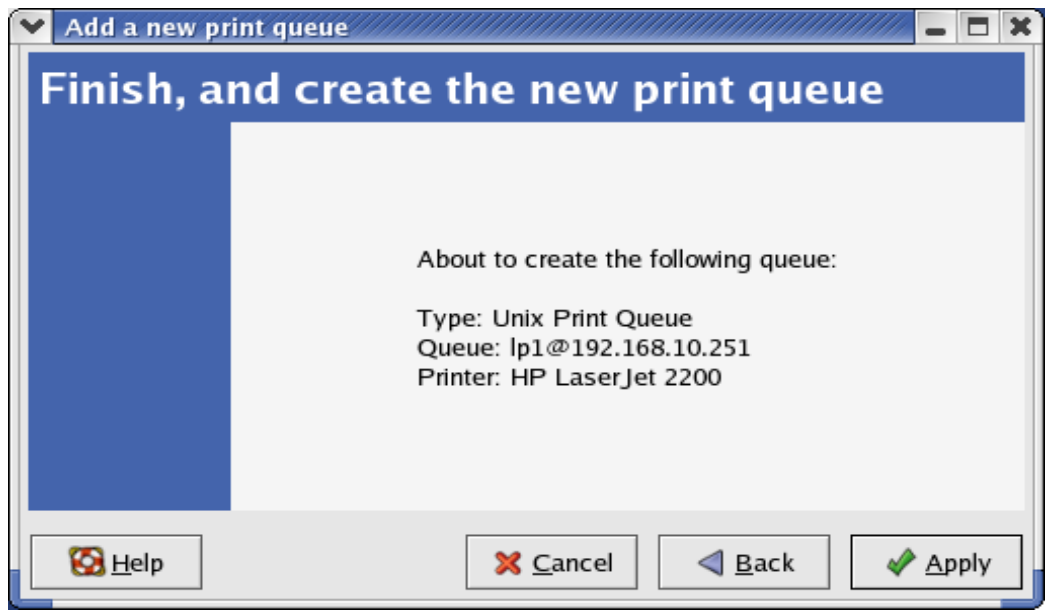 Add a new print queue
Finish, and create the new print queue
About to create the following queue:
Type: Unix Print Queue
Queue: lp1@192.168.10.251
Printer: HP LaserJet 2200
Help
Cancel
Back
Apply